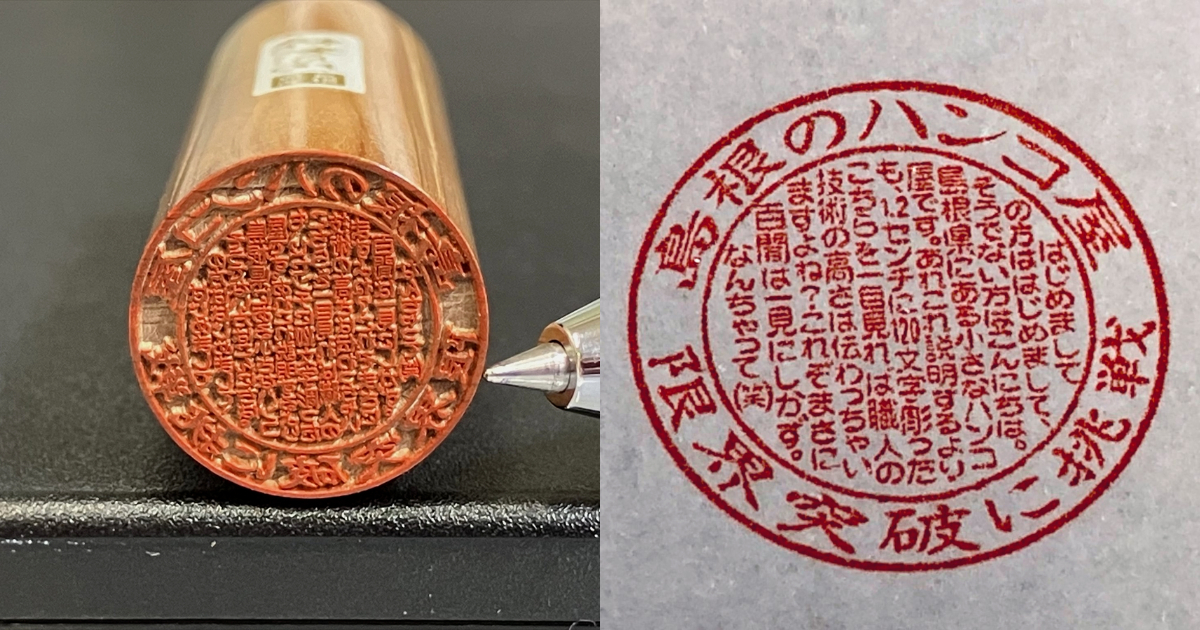 島根のハンコ屋
限界突破に挑戦
はじめまして
の方ははじめまして、
そうでない方はこんにちは。
島根県にある小さなハンコ
屋です。あれこれ説明するより
も、1.2センチに120文字彫った
こちらを一目見れば職人の
技術の高さは伝わっちゃい
ますよね?これぞまさに
百聞は一見にしかず。
なんちゃって(笑)